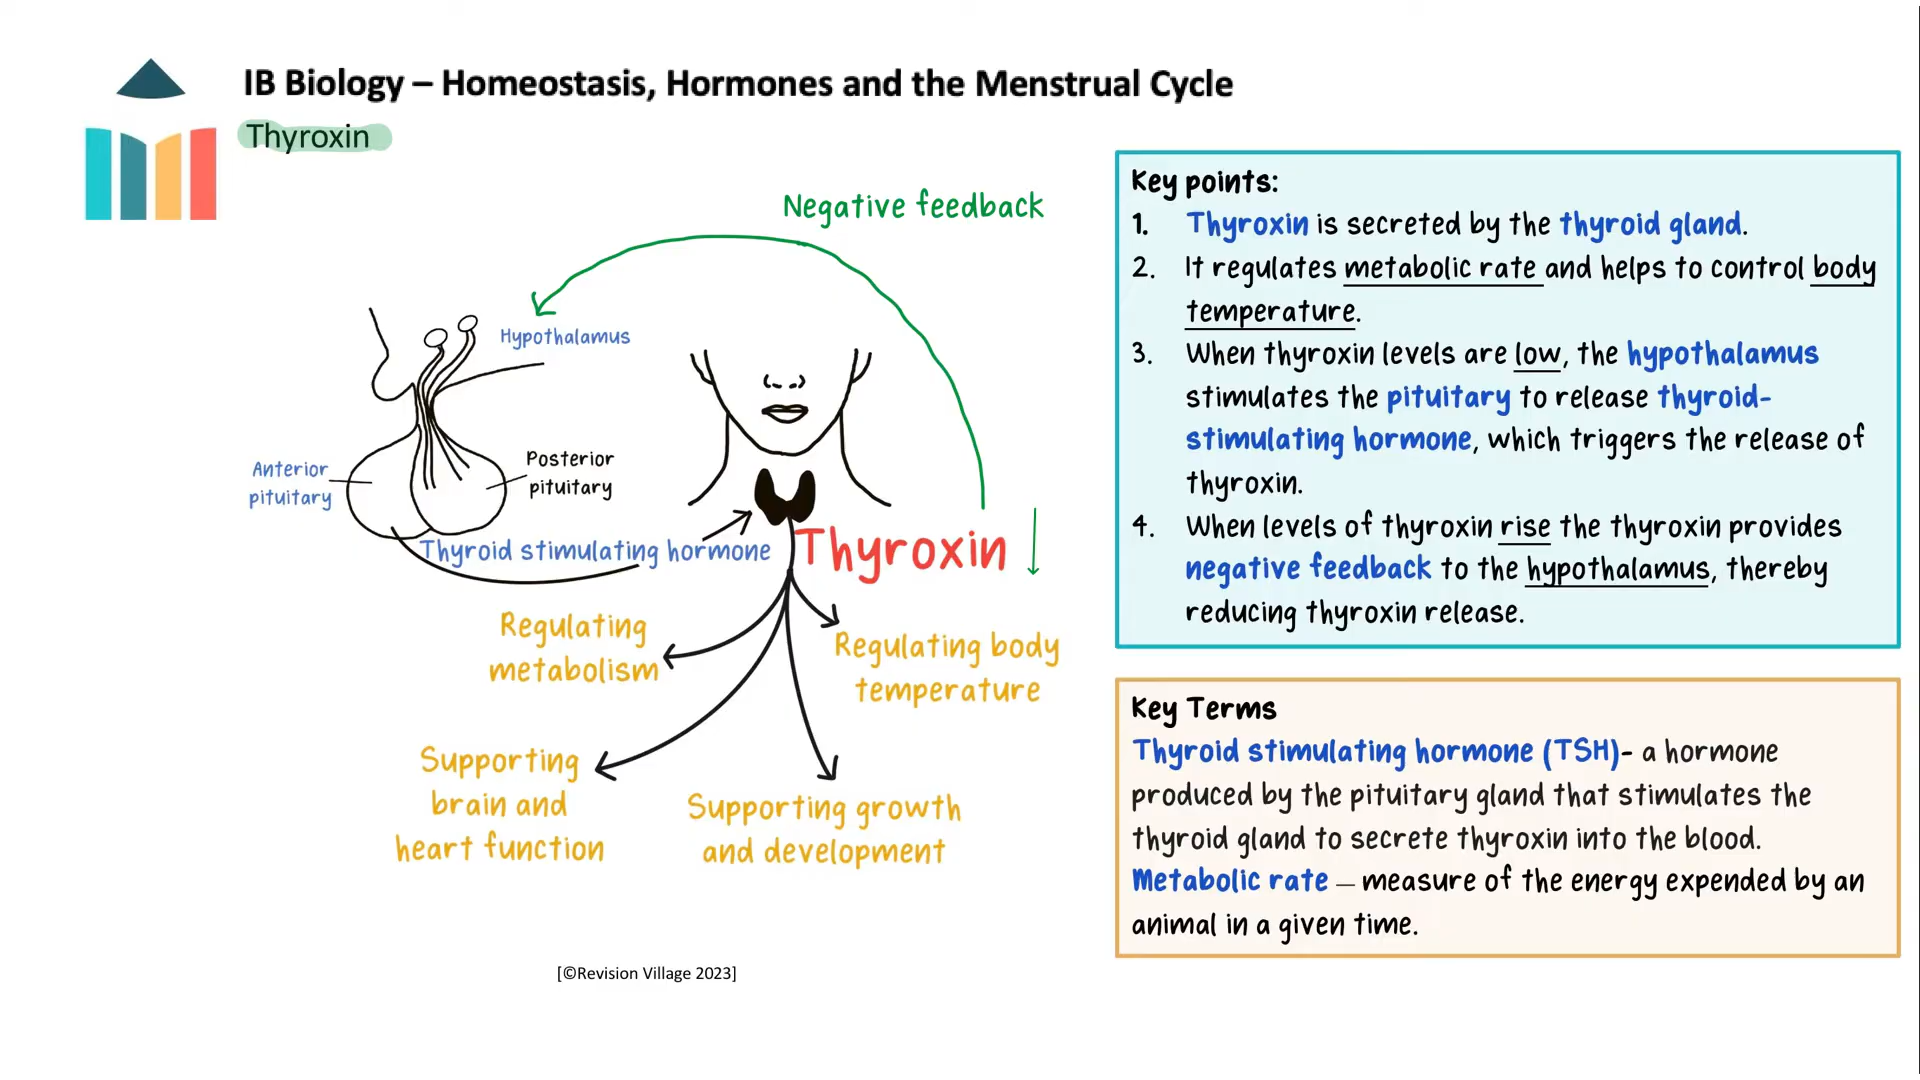 IB Biology – Homeostasis, Hormones and the Menstrual Cycle
Thyroxin
Negative feedback
Hypothalamus
Anterior
pituitary
Posterior
pituitary
Thyroid stimulating hormone
Thyroxin
Regulating
metabolism
Regulating body
temperature
Supporting
brain and
heart function
Supporting growth
and development
[©Revision Village 2023]
Key points:
1. Thyroxin is secreted by the thyroid gland.
2. It regulates metabolic rate and helps to control body
temperature.
3. When thyroxin levels are low, the hypothalamus
stimulates the pituitary to release thyroid-
stimulating hormone, which triggers the release of
thyroxin.
4. When levels of thyroxin rise the thyroxin provides
negative feedback to the hypothalamus, thereby
reducing thyroxin release.
Key Terms
Thyroid stimulating hormone (TSH)- a hormone
produced by the pituitary gland that stimulates the
thyroid gland to secrete thyroxin into the blood.
Metabolic rate – measure of the energy expended by an
animal in a given time.